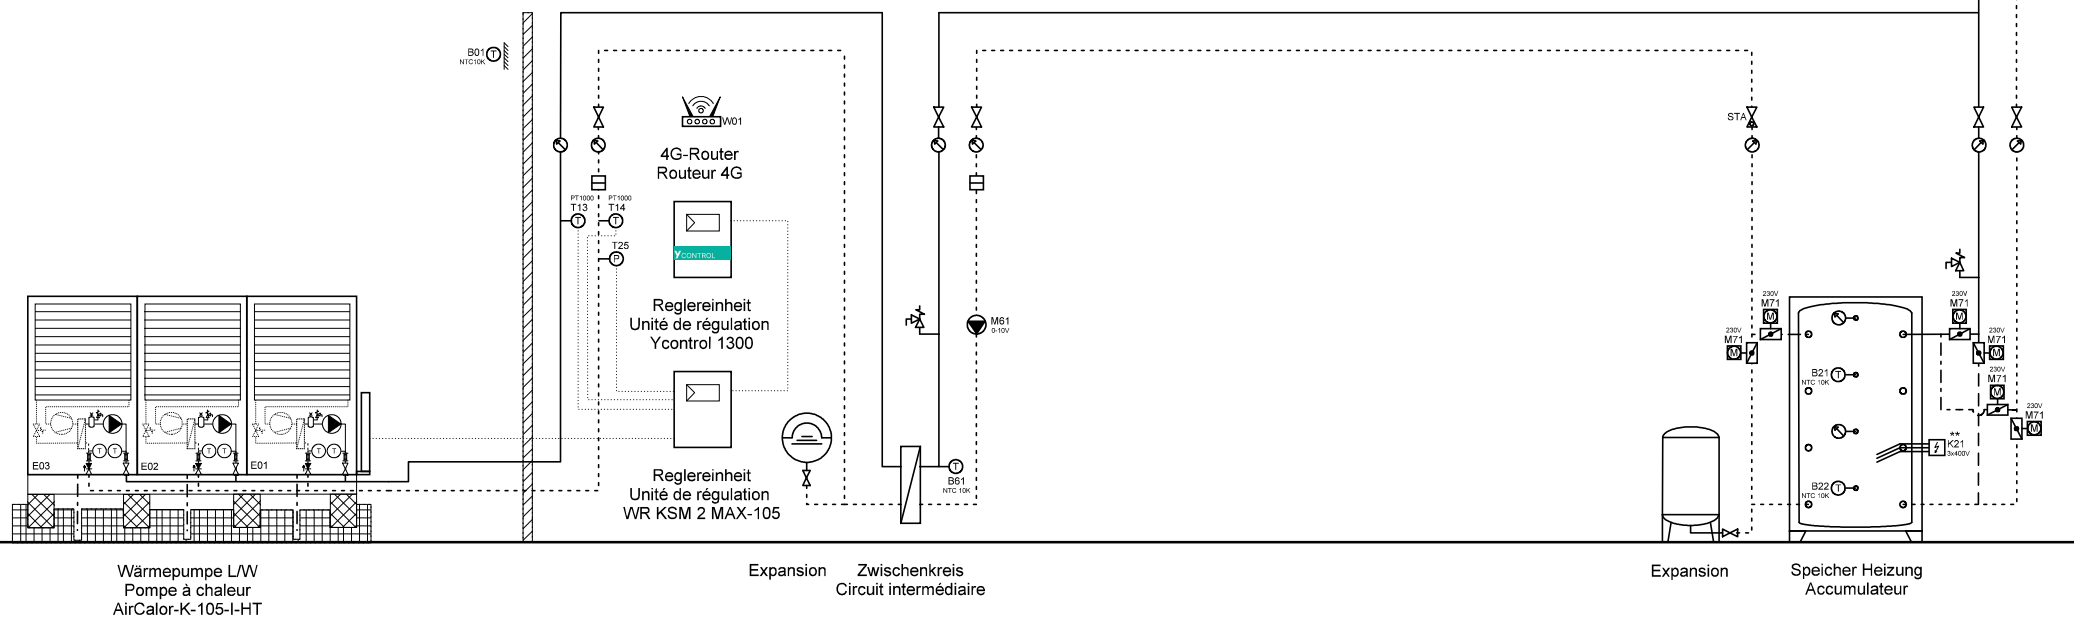 B01
NTC10K
T
W01
4G-Router
Routeur 4G
PT1000
T13
T
PT1000
T14
T
T25
P
YCONTROL
Reglereinheit
Unité de régulation
Ycontrol 1300
Reglereinheit
Unité de régulation
WR KSM 2 MAX-105
E03
T T
E02
T T
E01
T T
Wärmepumpe L/W
Pompe à chaleur
AirCalor-K-105-I-HT
Expansion
Zwischenkreis
Circuit intermédiaire
T
B61
NTC 10K
M61
0-10V
STA
230V
M71
M
230V
M71
M
230V
M71
M
230V
M71
M
230V
M71
M
230V
M71
M
B21
NTC 10K
T
**
K21
3x400V
B22
NTC 10K
T
Expansion
Speicher Heizung
Accumulateur